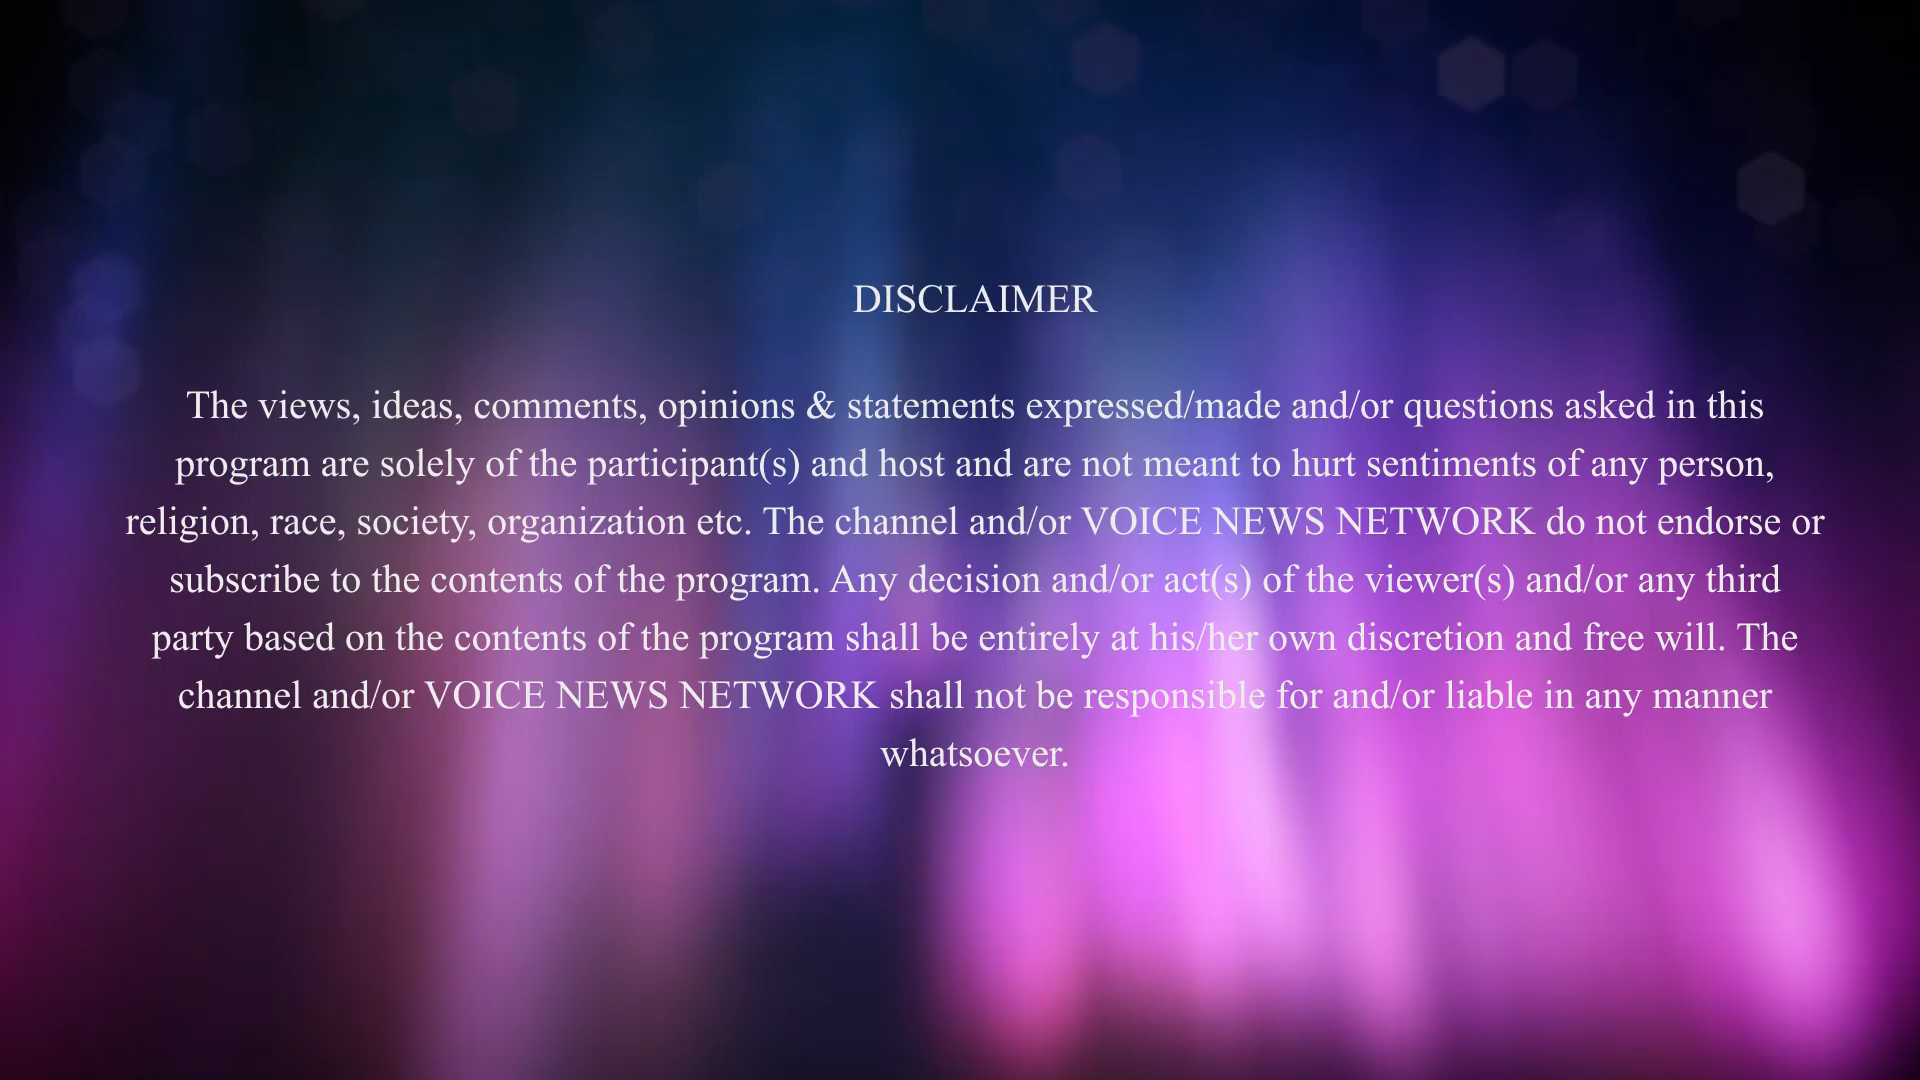 DISCLAIMER
The views, ideas, comments, opinions & statements expressed/made and/or questions asked in this
program are solely of the participant(s) and host and are not meant to hurt sentiments of any person,
religion, race, society, organization etc. The channel and/or VOICE NEWS NETWORK do not endorse or
subscribe to the contents of the program. Any decision and/or act(s) of the viewer(s) and/or any third
party based on the contents of the program shall be entirely at his/her own discretion and free will. The
channel and/or VOICE NEWS NETWORK shall not be responsible for and/or liable in any manner
whatsoever.